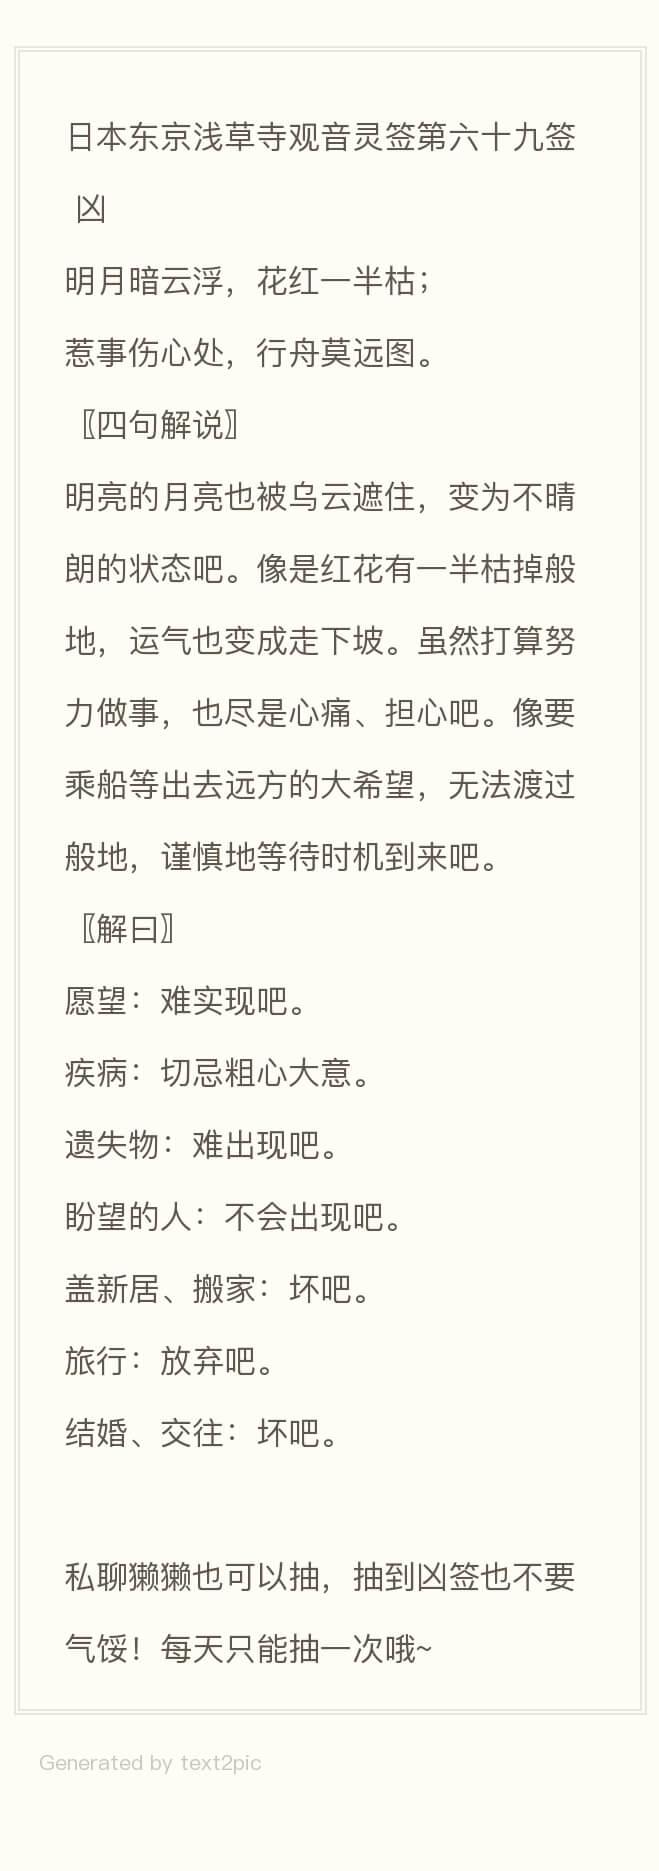 日本东京浅草寺观音灵签第六十九签
凶
明月暗云浮，花红一半枯；
惹事伤心处，行舟莫远图。
〖四句解说〗
明亮的月亮也被乌云遮住，变为不晴
朗的状态吧。像是红花有一半枯掉般
地，运气也变成走下坡。虽然打算努
力做事，也尽是心痛、担心吧。像要
乘船等出去远方的大希望，无法渡过
般地，谨慎地等待时机到来吧。
〖解曰〗
愿望：难实现吧。
疾病：切忌粗心大意。
遗失物：难出现吧。
盼望的人：不会出现吧。
盖新居、搬家：坏吧。
旅行：放弃吧。
结婚、交往：坏吧。
私聊獭獭也可以抽，抽到凶签也不要
气馁！每天只能抽一次哦~
Generated by text2pic